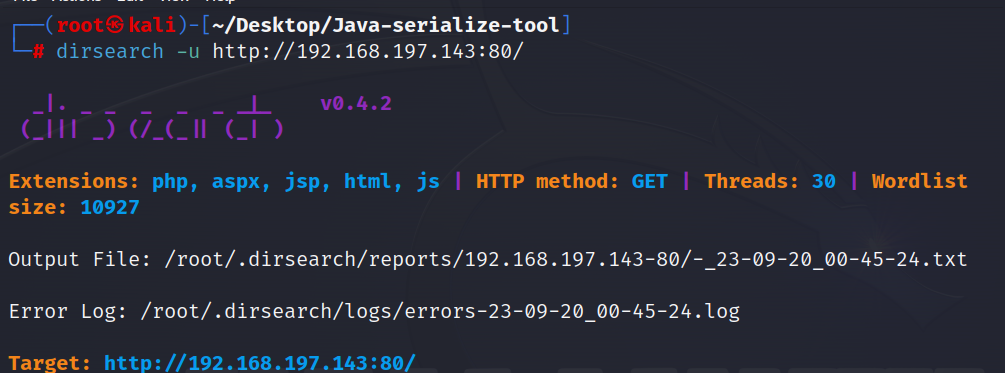 ┌──(root㉿kali)-[~/Desktop/Java-serialize-tool]
└─# dirsearch -u http://192.168.197.143:80/
  _|. _ _  _  _  _ _|_    v0.4.2
 (_||| _) (/_(_|| (_| )
Extensions: php, aspx, jsp, html, js | HTTP method: GET | Threads: 30 | Wordlist
size: 10927
Output File: /root/.dirsearch/reports/192.168.197.143-80/-_23-09-20_00-45-24.txt
Error Log: /root/.dirsearch/logs/errors-23-09-20_00-45-24.log
Target: http://192.168.197.143:80/